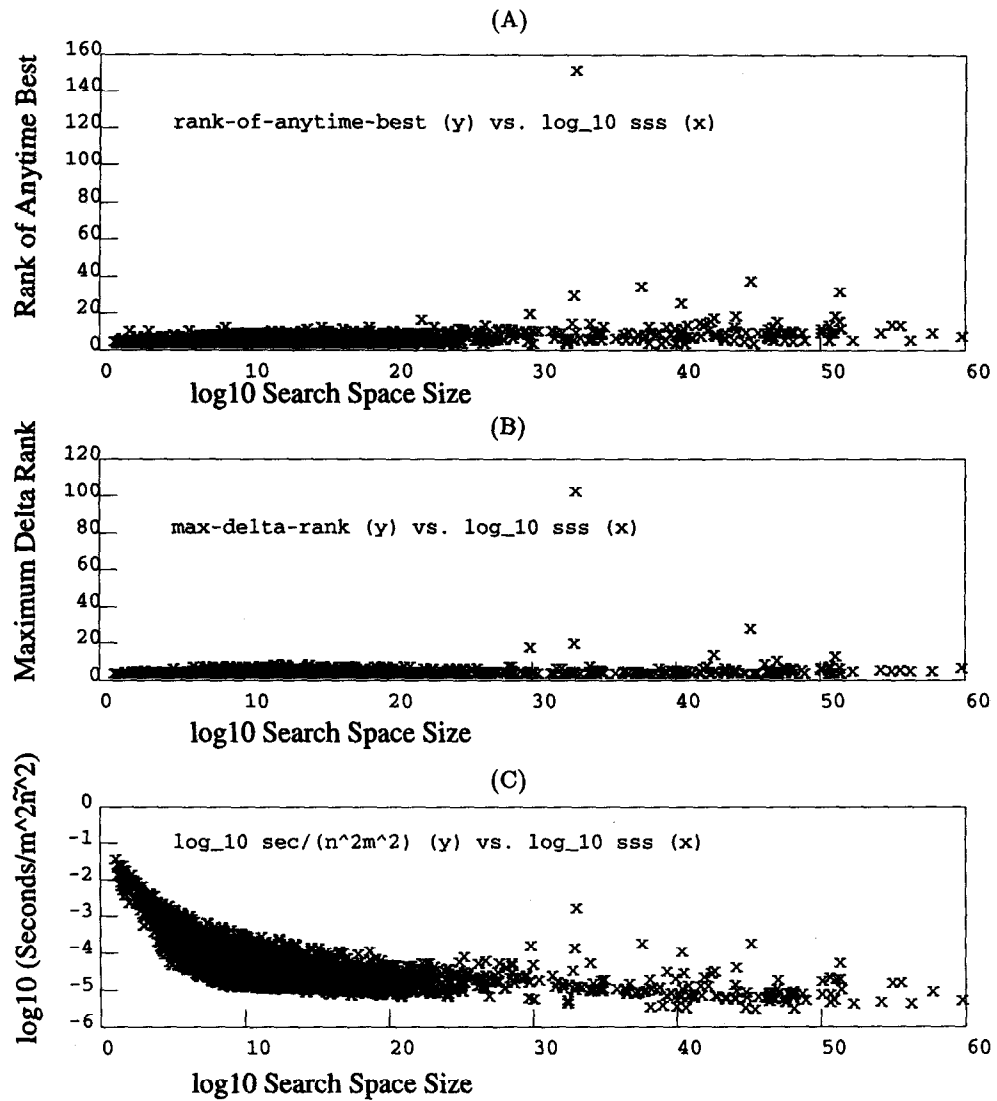 (A)
Rank of Anytime Best
160
140
120
100
80
60
40
20
0
rank-of-anytime-best (y) vs. log_10 sss (x)
0 10 20 30 40 50 60
log10 Search Space Size
(B)
Maximum Delta Rank
120
100
80
60
40
20
0
max-delta-rank (y) vs. log_10 sss (x)
0 10 20 30 40 50 60
log10 Search Space Size
(C)
log10 (Seconds/m^2ñ^2)
0
-1
-2
-3
-4
-5
-6
log_10 sec/(n^2m^2) (y) vs. log_10 sss (x)
0 10 20 30 40 50 60
log10 Search Space Size